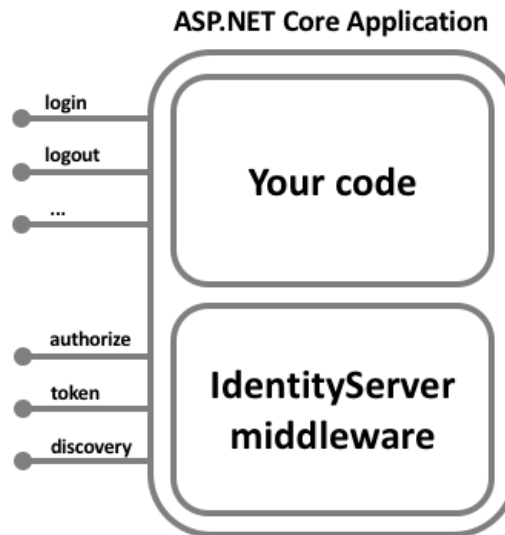 ASP.NET Core Application
login
logout
...
Your code
authorize
token
discovery
IdentityServer
middleware